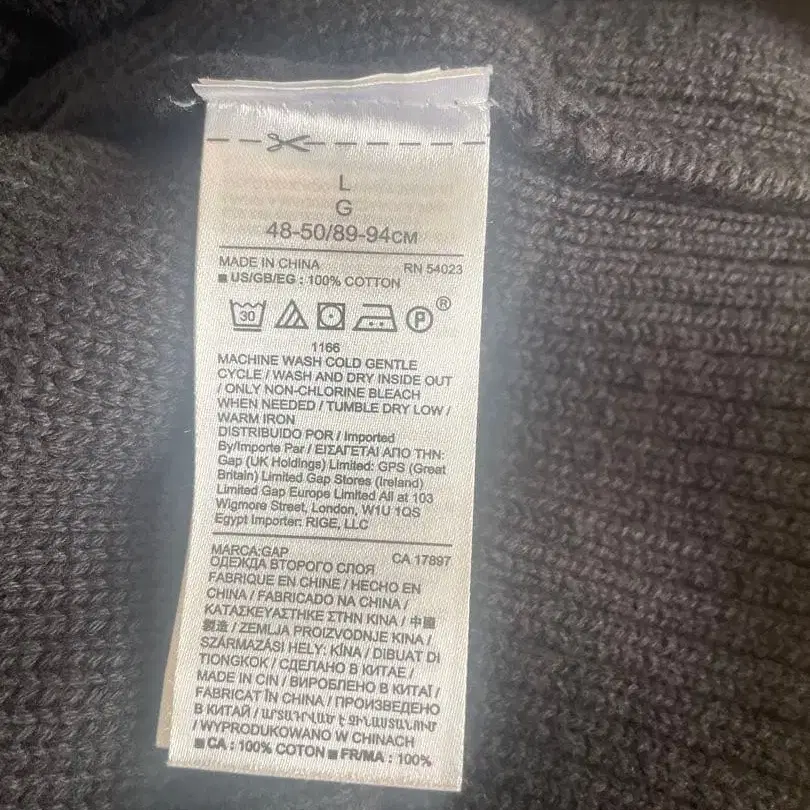 L
G
48-50/89-94CM
MADE IN CHINA RN 54023
■ US/GB/EG : 100% COTTON
30 P ®
1166
MACHINE WASH COLD GENTLE
CYCLE / WASH AND DRY INSIDE OUT
/ ONLY NON-CHLORINE BLEACH
WHEN NEEDED / TUMBLE DRY LOW /
WARM IRON
DISTRIBUIDO POR / Imported
By/Importe Par / ΕΙΣΑΓΕΤΑΙ ΑΠΟ ΤΗΝ:
Gap (UK Holdings) Limited: GPS (Great
Britain) Limited Gap Stores (Ireland)
Limited Gap Europe Limited All at 103
Wigmore Street, London, W1U 1QS
Egypt Importer: RIGE, LLC
MARCA:GAP CA 17897
ОДЕЖДА ВТОРОГО СЛОЯ
FABRIQUE EN CHINE / HECHO EN
CHINA / FABRICADO NA CHINA /
ΚΑΤΑΣΚΕΥΑΣΤΗΚΕ ΣΤΗΝ ΚΙΝΑ / 中國
製造 / ZEMLJA PROIZVODNJE KINA /
SZÁRMAZÁSI HELY: KÍNA / DIBUAT DI
TIONGKOK / СДЕЛАНО В КИТАЕ /
MADE IN CIN / ВИРОБЛЕНО В КИТАЇ /
FABRICAT ÎN CHINA / ПРОИЗВЕДЕНО
В КИТАЙ / ԱՐՏԱԴՐՎԱԾ Է ՉԻՆԱՍՏԱՆՈՒՄ
/ WYPRODUKOWANO W CHINACH
■ CA : 100% COTON ■ FR/MA : 100%